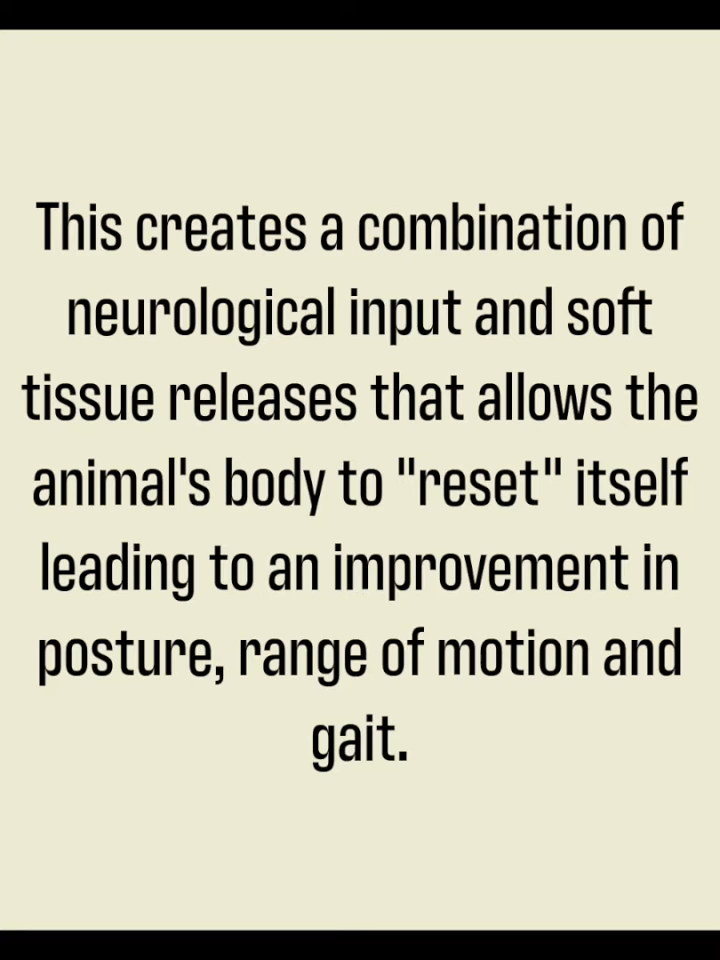 This creates a combination of
neurological input and soft
tissue releases that allows the
animal's body to "reset" itself
leading to an improvement in
posture, range of motion and
gait.